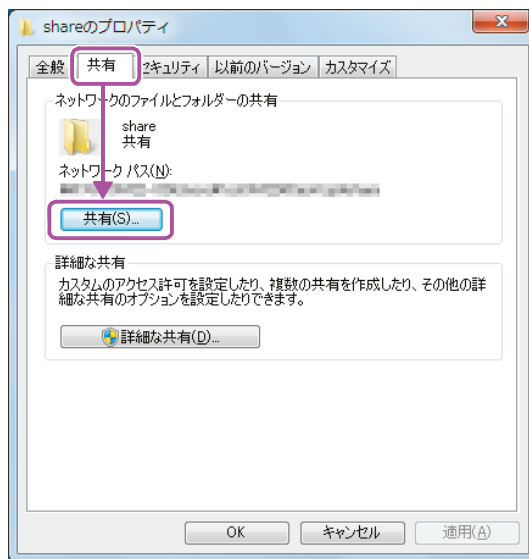 shareのプロパティ
全般 共有 セキュリティ 以前のバージョン カスタマイズ
ネットワークのファイルとフォルダーの共有
share
共有
ネットワーク パス(N):
共有(S)...
詳細な共有
カスタムのアクセス許可を設定したり、複数の共有を作成したり、その他の詳
細な共有のオプションを設定したりできます。
詳細な共有(D)...
OK キャンセル 適用(A)